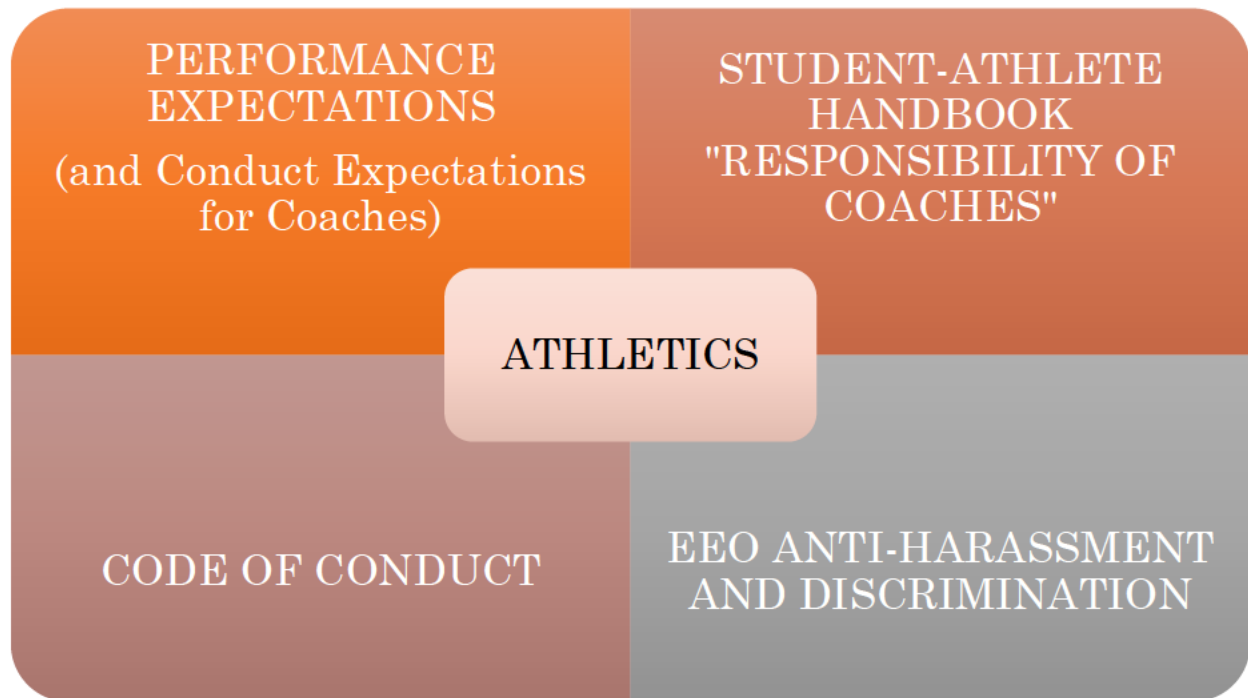 PERFORMANCE
EXPECTATIONS
(and Conduct Expectations
for Coaches)
STUDENT-ATHLETE
HANDBOOK
"RESPONSIBILITY OF
COACHES"
ATHLETICS
CODE OF CONDUCT
EEO ANTI-HARASSMENT
AND DISCRIMINATION